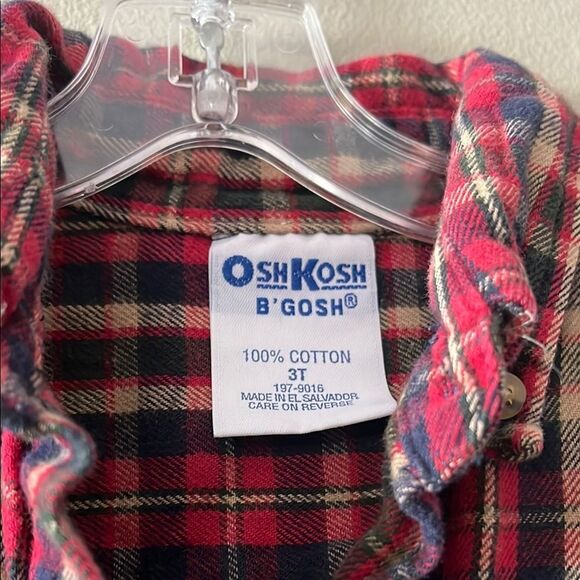 OSHKOSH
B'GOSH®
100% COTTON
3T
197-9016
MADE IN EL SALVADOR
CARE ON REVERSE